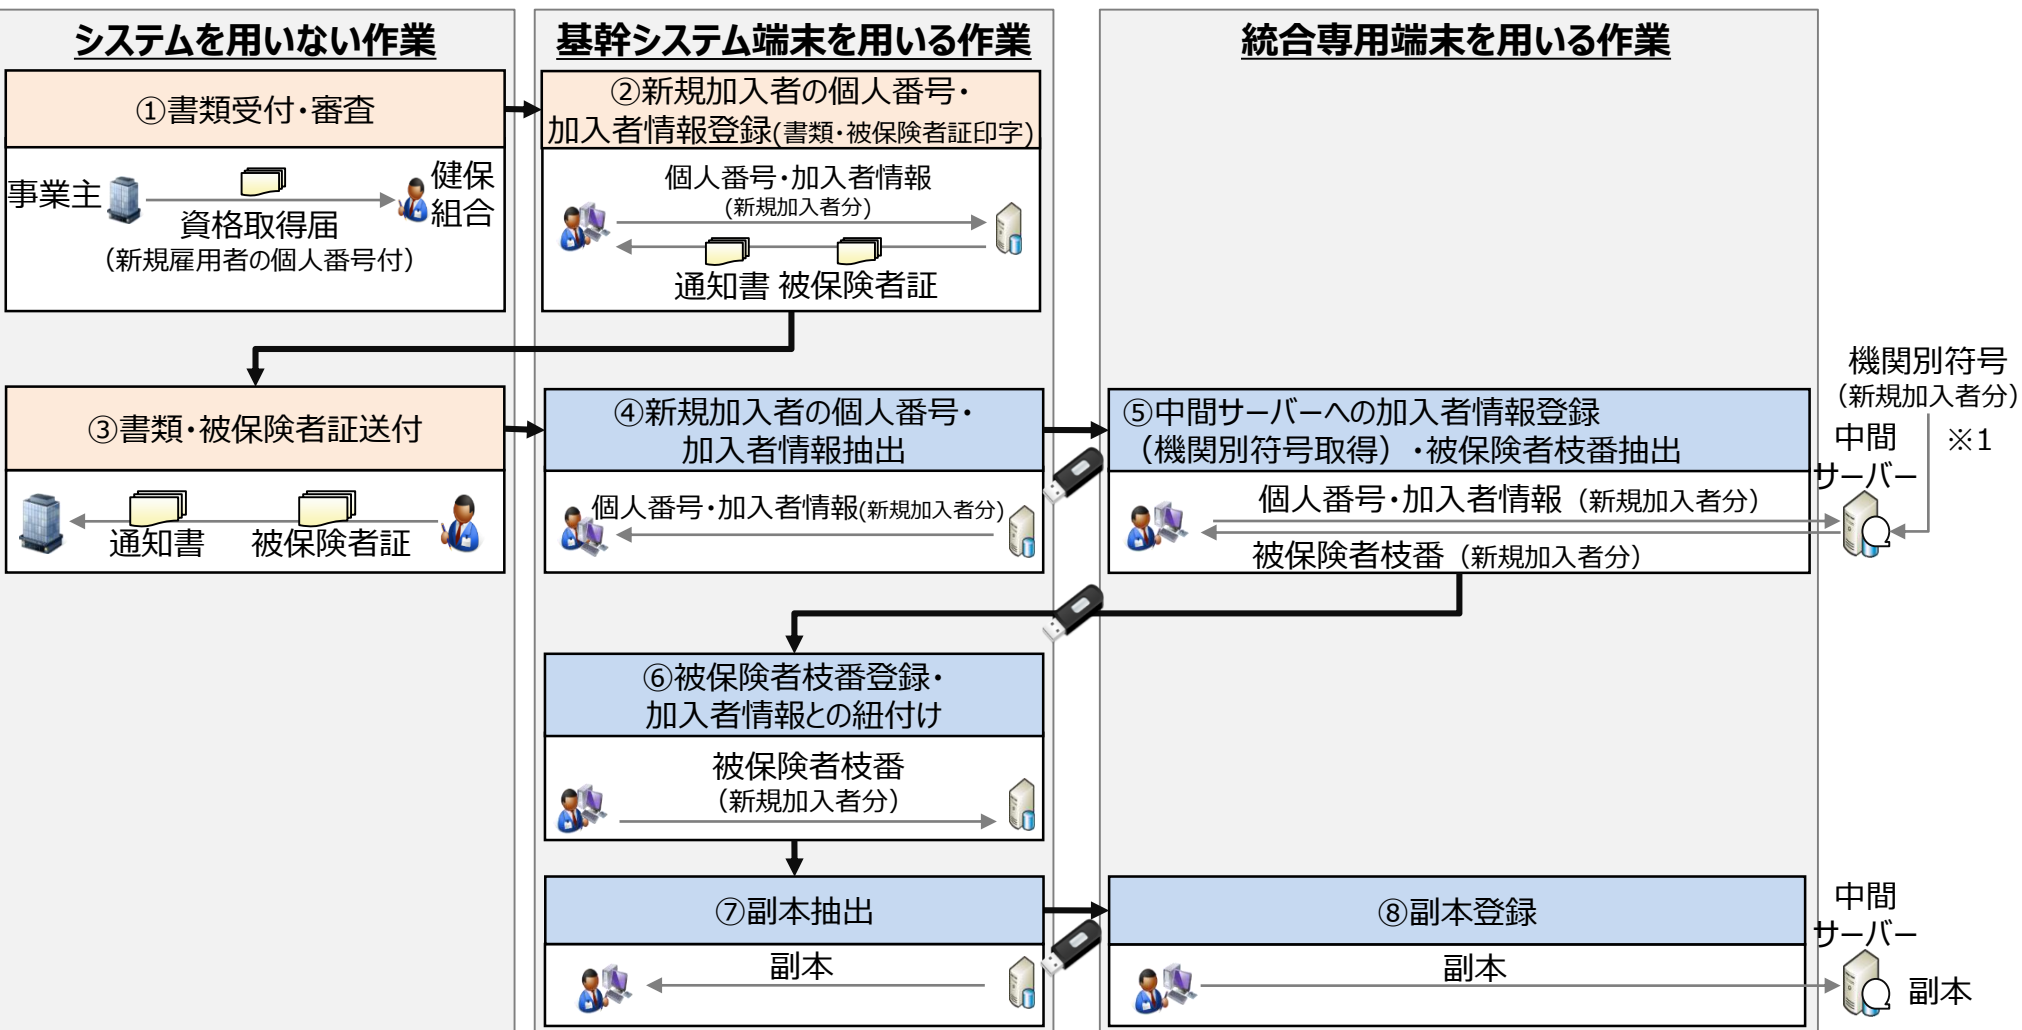 システムを用いない作業
基幹システム端末を用いる作業
統合専用端末を用いる作業
①書類受付・審査
事業主
健保
組合
資格取得届
（新規雇用者の個人番号付）
②新規加入者の個人番号・
加入者情報登録(書類・被保険者証印字)
個人番号・加入者情報
(新規加入者分)
通知書 被保険者証
③書類・被保険者証送付
通知書
被保険者証
④新規加入者の個人番号・
加入者情報抽出
個人番号・加入者情報(新規加入者分)
⑤中間サーバーへの加入者情報登録
（機関別符号取得）・被保険者枝番抽出
個人番号・加入者情報（新規加入者分）
被保険者枝番（新規加入者分）
機関別符号
（新規加入者分）
※1
中間
サーバー
⑥被保険者枝番登録・
加入者情報との紐付け
被保険者枝番
（新規加入者分）
⑦副本抽出
副本
⑧副本登録
副本
中間
サーバー
副本